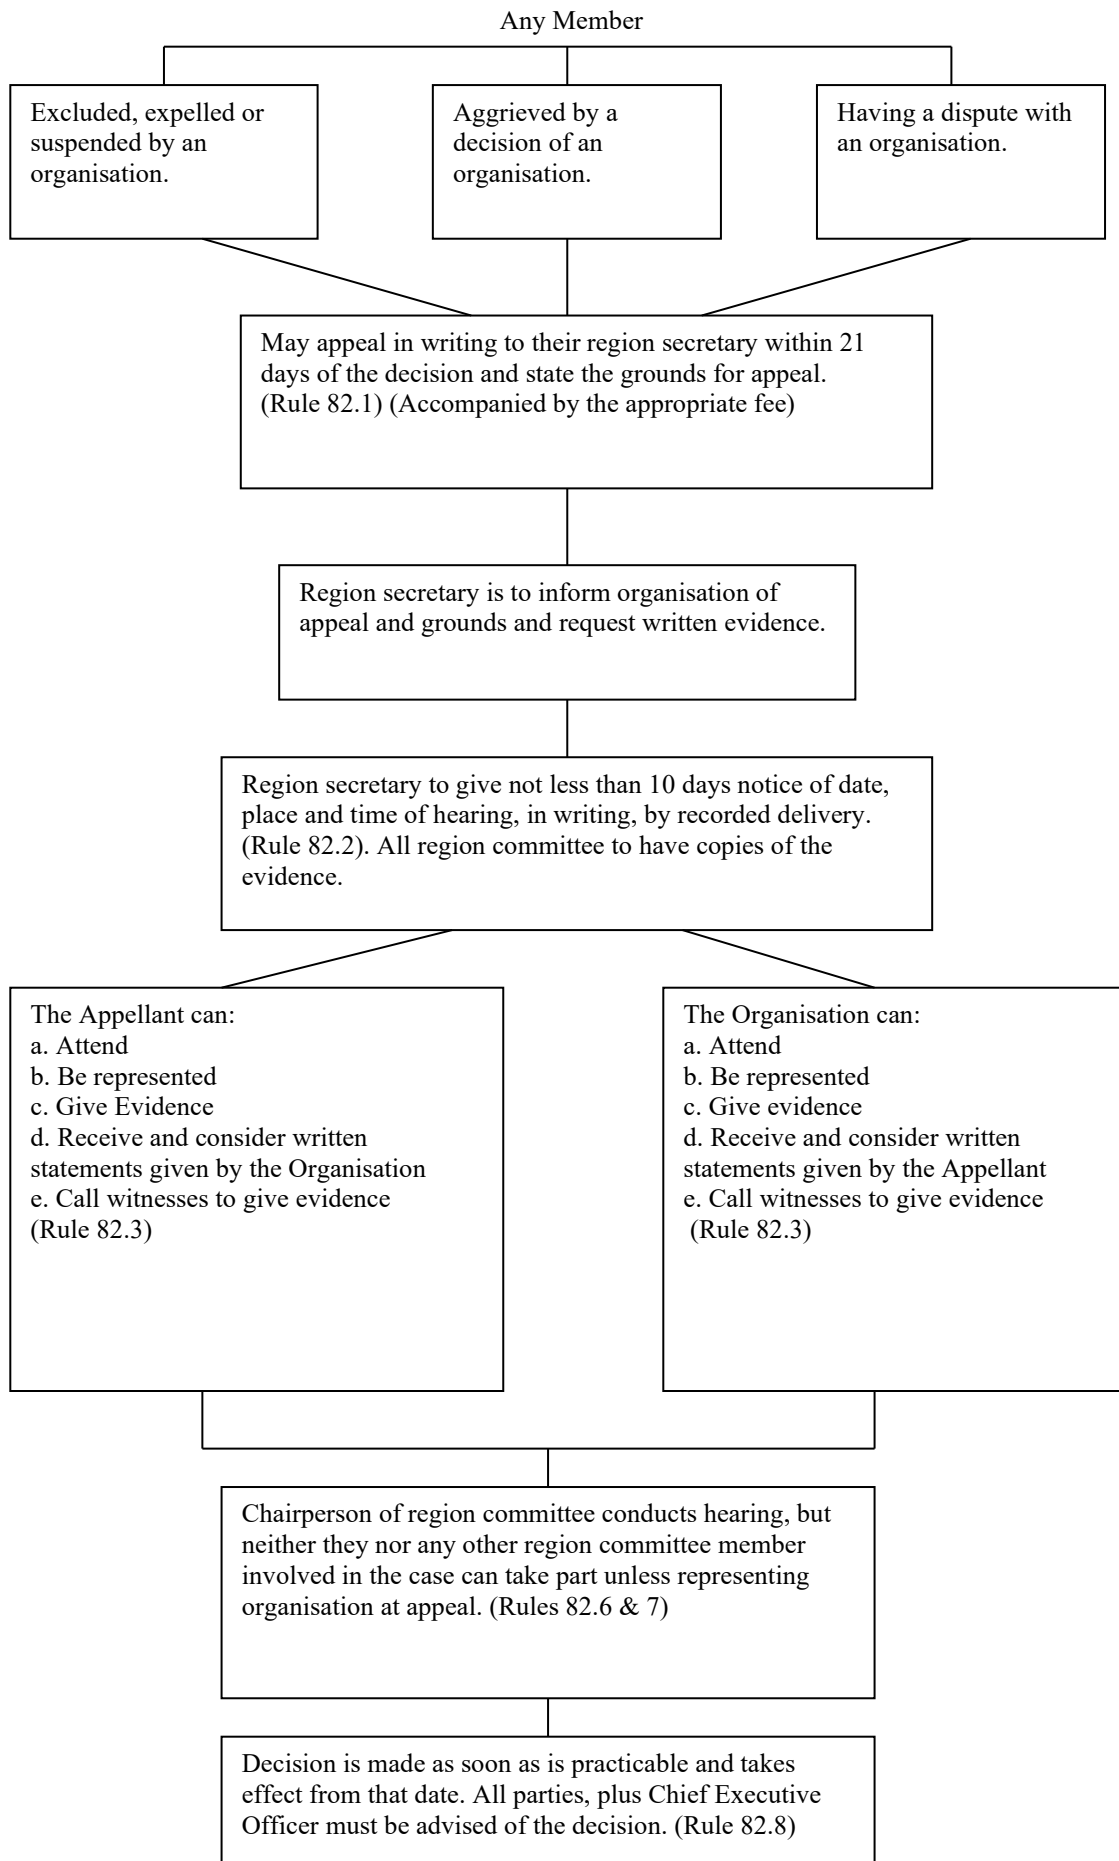 Any Member
Excluded, expelled or
suspended by an
organisation.
Aggrieved by a
decision of an
organisation.
Having a dispute with
an organisation.
May appeal in writing to their region secretary within 21
days of the decision and state the grounds for appeal.
(Rule 82.1) (Accompanied by the appropriate fee)
Region secretary is to inform organisation of
appeal and grounds and request written evidence.
Region secretary to give not less than 10 days notice of date,
place and time of hearing, in writing, by recorded delivery.
(Rule 82.2). All region committee to have copies of the
evidence.
The Appellant can:
a. Attend
b. Be represented
c. Give Evidence
d. Receive and consider written
statements given by the Organisation
e. Call witnesses to give evidence
(Rule 82.3)
The Organisation can:
a. Attend
b. Be represented
c. Give evidence
d. Receive and consider written
statements given by the Appellant
e. Call witnesses to give evidence
(Rule 82.3)
Chairperson of region committee conducts hearing, but
neither they nor any other region committee member
involved in the case can take part unless representing
organisation at appeal. (Rules 82.6 & 7)
Decision is made as soon as is practicable and takes
effect from that date. All parties, plus Chief Executive
Officer must be advised of the decision. (Rule 82.8)